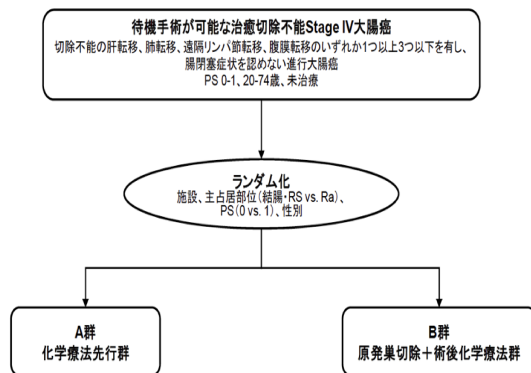 待機手術が可能な治癒切除不能Stage IV大腸癌
切除不能の肝転移、肺転移、遠隔リンパ節転移、腹膜転移のいずれか1つ以上3つ以下を有し、
腸閉塞症状を認めない進行大腸癌
PS 0-1、20-74歳、未治療
ランダム化
施設、主占居部位(結腸・RS vs. Ra)、
PS(0 vs. 1)、性別
A群
化学療法先行群
B群
原発巣切除＋術後化学療法群